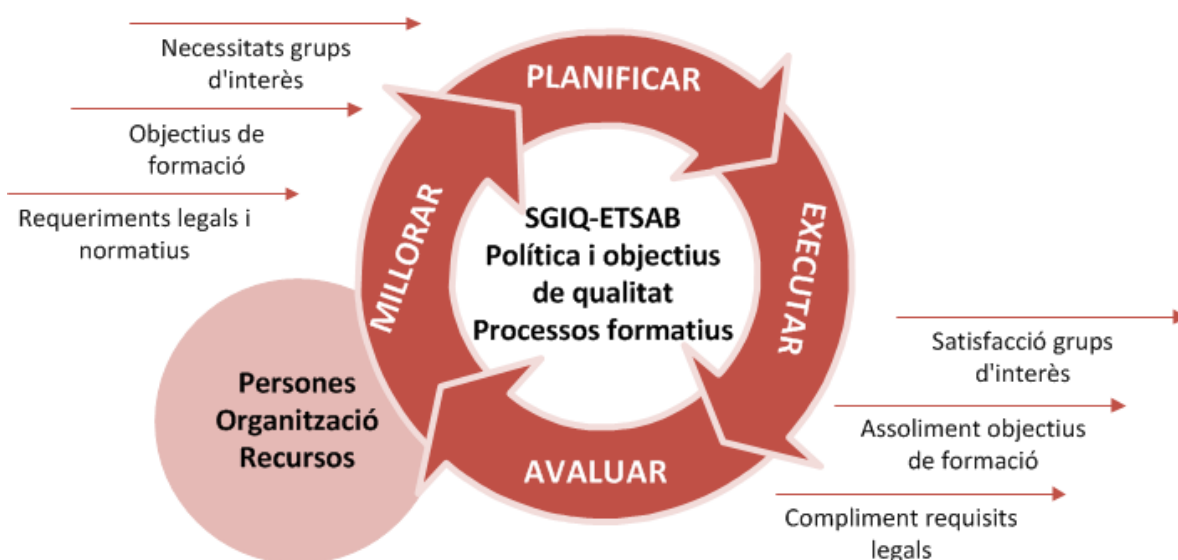 Necessitats grups
d'interès
Objectius de
formació
Requeriments legals i
normatius
PLANIFICAR
EXECUTAR
AVALUAR
MILLORAR
SGIQ-ETSAB
Política i objectius
de qualitat
Processos formatius
Persones
Organització
Recursos
Satisfacció grups
d'interès
Assoliment objectius
de formació
Compliment requisits
legals